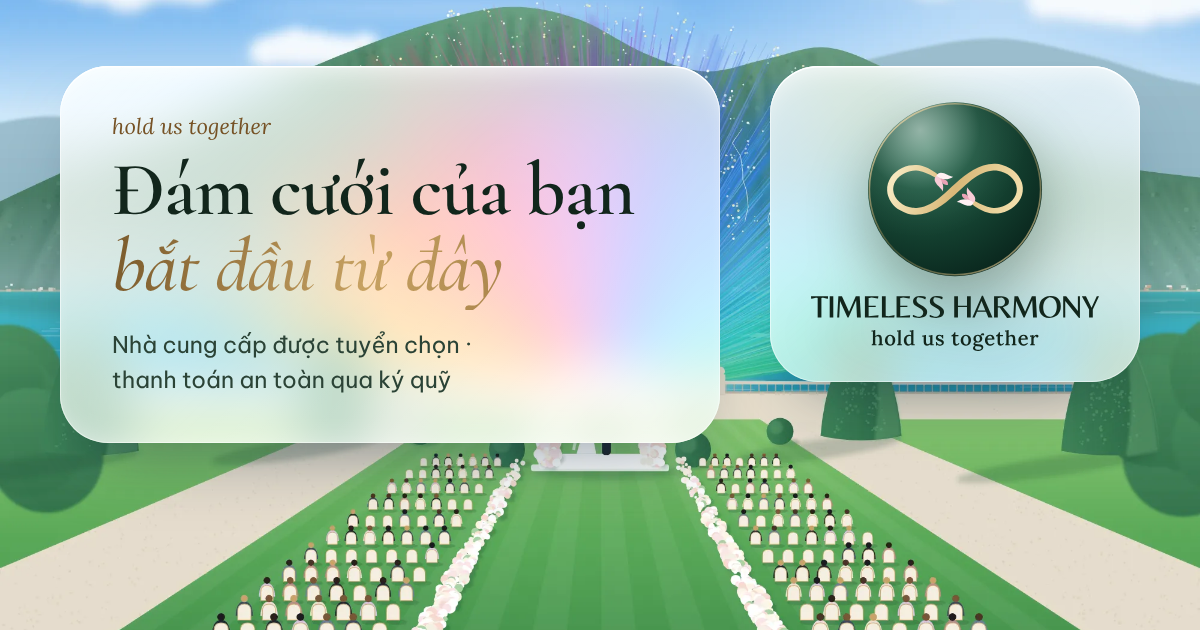 hold us together
Đám cưới của bạn
bắt đầu từ đây
Nhà cung cấp được tuyển chọn ·
thanh toán an toàn qua ký quỹ
TIMELESS HARMONY
hold us together